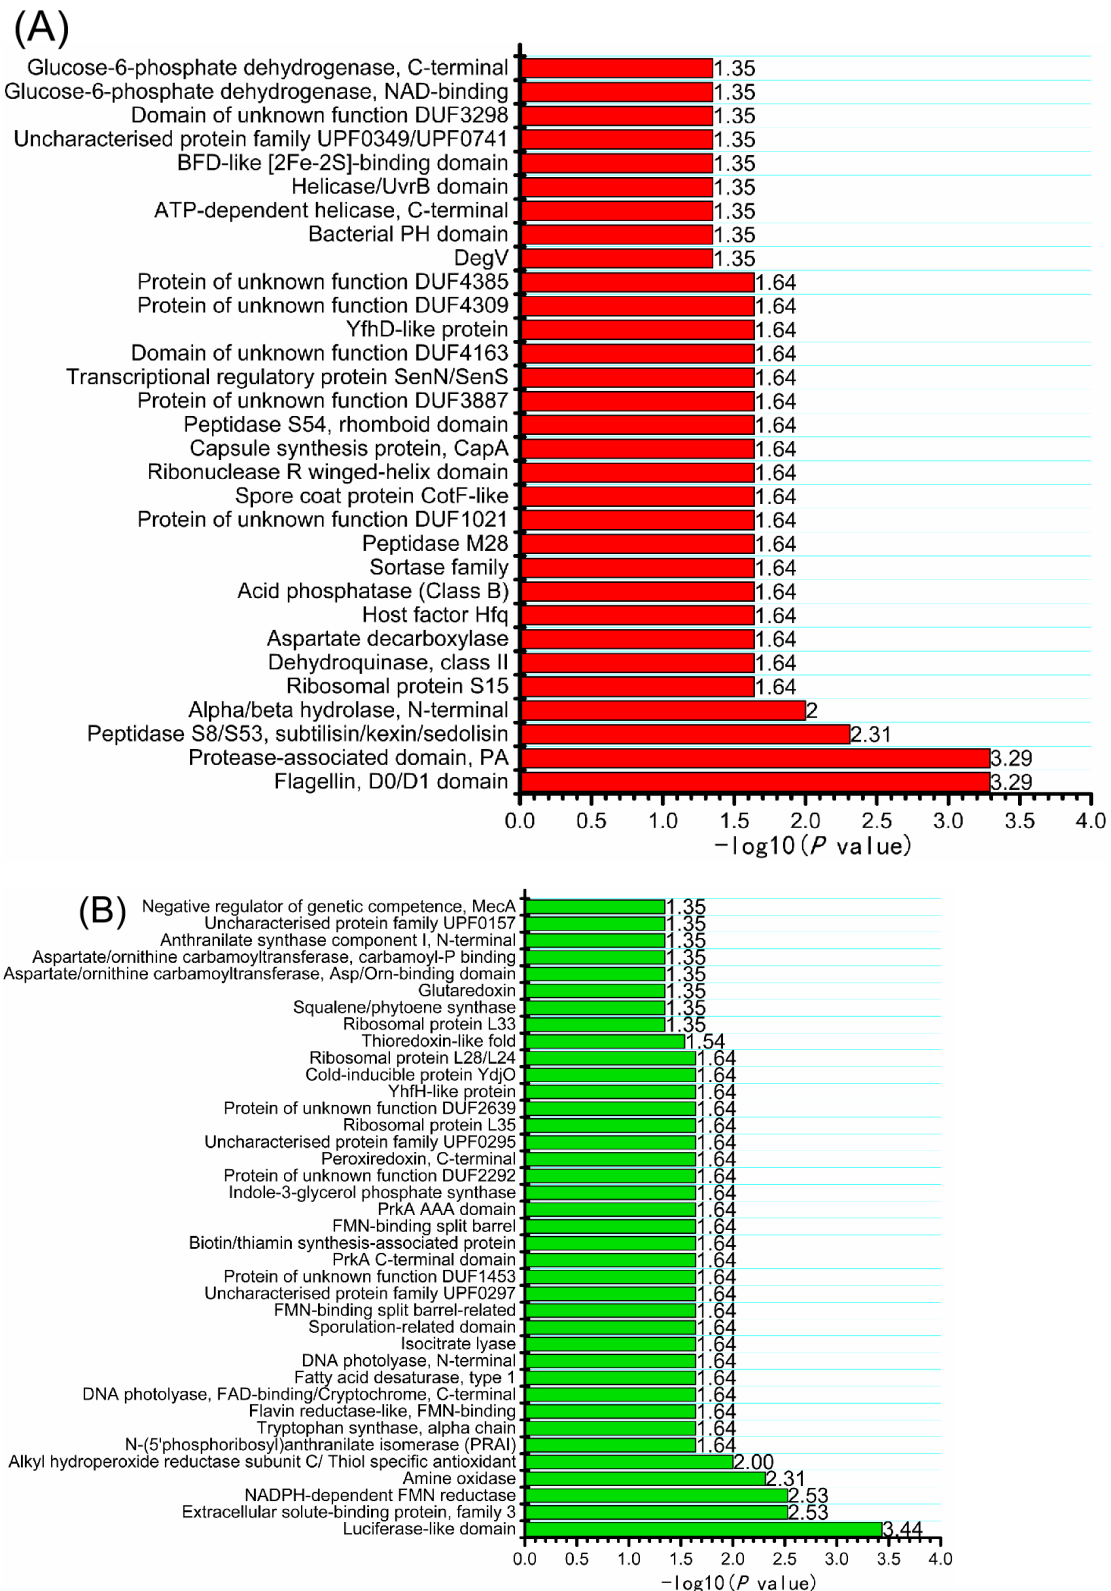 (A)
Glucose-6-phosphate dehydrogenase, C-terminal 1.35
Glucose-6-phosphate dehydrogenase, NAD-binding 1.35
Domain of unknown function DUF3298 1.35
Uncharacterised protein family UPF0349/UPF0741 1.35
BFD-like [2Fe-2S]-binding domain 1.35
Helicase/UvrB domain 1.35
ATP-dependent helicase, C-terminal 1.35
Bacterial PH domain 1.35
DegV 1.35
Protein of unknown function DUF4385 1.64
Protein of unknown function DUF4309 1.64
YfhD-like protein 1.64
Domain of unknown function DUF4163 1.64
Transcriptional regulatory protein SenN/SenS 1.64
Protein of unknown function DUF3887 1.64
Peptidase S54, rhomboid domain 1.64
Capsule synthesis protein, CapA 1.64
Ribonuclease R winged-helix domain 1.64
Spore coat protein CotF-like 1.64
Protein of unknown function DUF1021 1.64
Peptidase M28 1.64
Sortase family 1.64
Acid phosphatase (Class B) 1.64
Host factor Hfq 1.64
Aspartate decarboxylase 1.64
Dehydroquinase, class II 1.64
Ribosomal protein S15 1.64
Alpha/beta hydrolase, N-terminal 2
Peptidase S8/S53, subtilisin/kexin/sedolisin 2.31
Protease-associated domain, PA 3.29
Flagellin, D0/D1 domain 3.29
0.0 0.5 1.0 1.5 2.0 2.5 3.0 3.5 4.0
-log10(P value)
(B)
Negative regulator of genetic competence, MecA 1.35
Uncharacterised protein family UPF0157 1.35
Anthranilate synthase component I, N-terminal 1.35
Aspartate/ornithine carbamoyltransferase, carbamoyl-P binding 1.35
Aspartate/ornithine carbamoyltransferase, Asp/Orn-binding domain 1.35
Glutaredoxin 1.35
Squalene/phytoene synthase 1.35
Ribosomal protein L33 1.35
Thioredoxin-like fold 1.54
Ribosomal protein L28/L24 1.64
Cold-inducible protein YdjO 1.64
YhfH-like protein 1.64
Protein of unknown function DUF2639 1.64
Ribosomal protein L35 1.64
Uncharacterised protein family UPF0295 1.64
Peroxiredoxin, C-terminal 1.64
Protein of unknown function DUF2292 1.64
Indole-3-glycerol phosphate synthase 1.64
PrkA AAA domain 1.64
FMN-binding split barrel 1.64
Biotin/thiamin synthesis-associated protein 1.64
PrkA C-terminal domain 1.64
Protein of unknown function DUF1453 1.64
Uncharacterised protein family UPF0297 1.64
FMN-binding split barrel-related 1.64
Sporulation-related domain 1.64
Isocitrate lyase 1.64
DNA photolyase, N-terminal 1.64
Fatty acid desaturase, type 1 1.64
DNA photolyase, FAD-binding/Cryptochrome, C-terminal 1.64
Flavin reductase-like, FMN-binding 1.64
Tryptophan synthase, alpha chain 1.64
N-(5'phosphoribosyl)anthranilate isomerase (PRAI) 1.64
Alkyl hydroperoxide reductase subunit C/ Thiol specific antioxidant 2.00
Amine oxidase 2.31
NADPH-dependent FMN reductase 2.53
Extracellular solute-binding protein, family 3 2.53
Luciferase-like domain 3.44
0.0 0.5 1.0 1.5 2.0 2.5 3.0 3.5 4.0
-log10(P value)